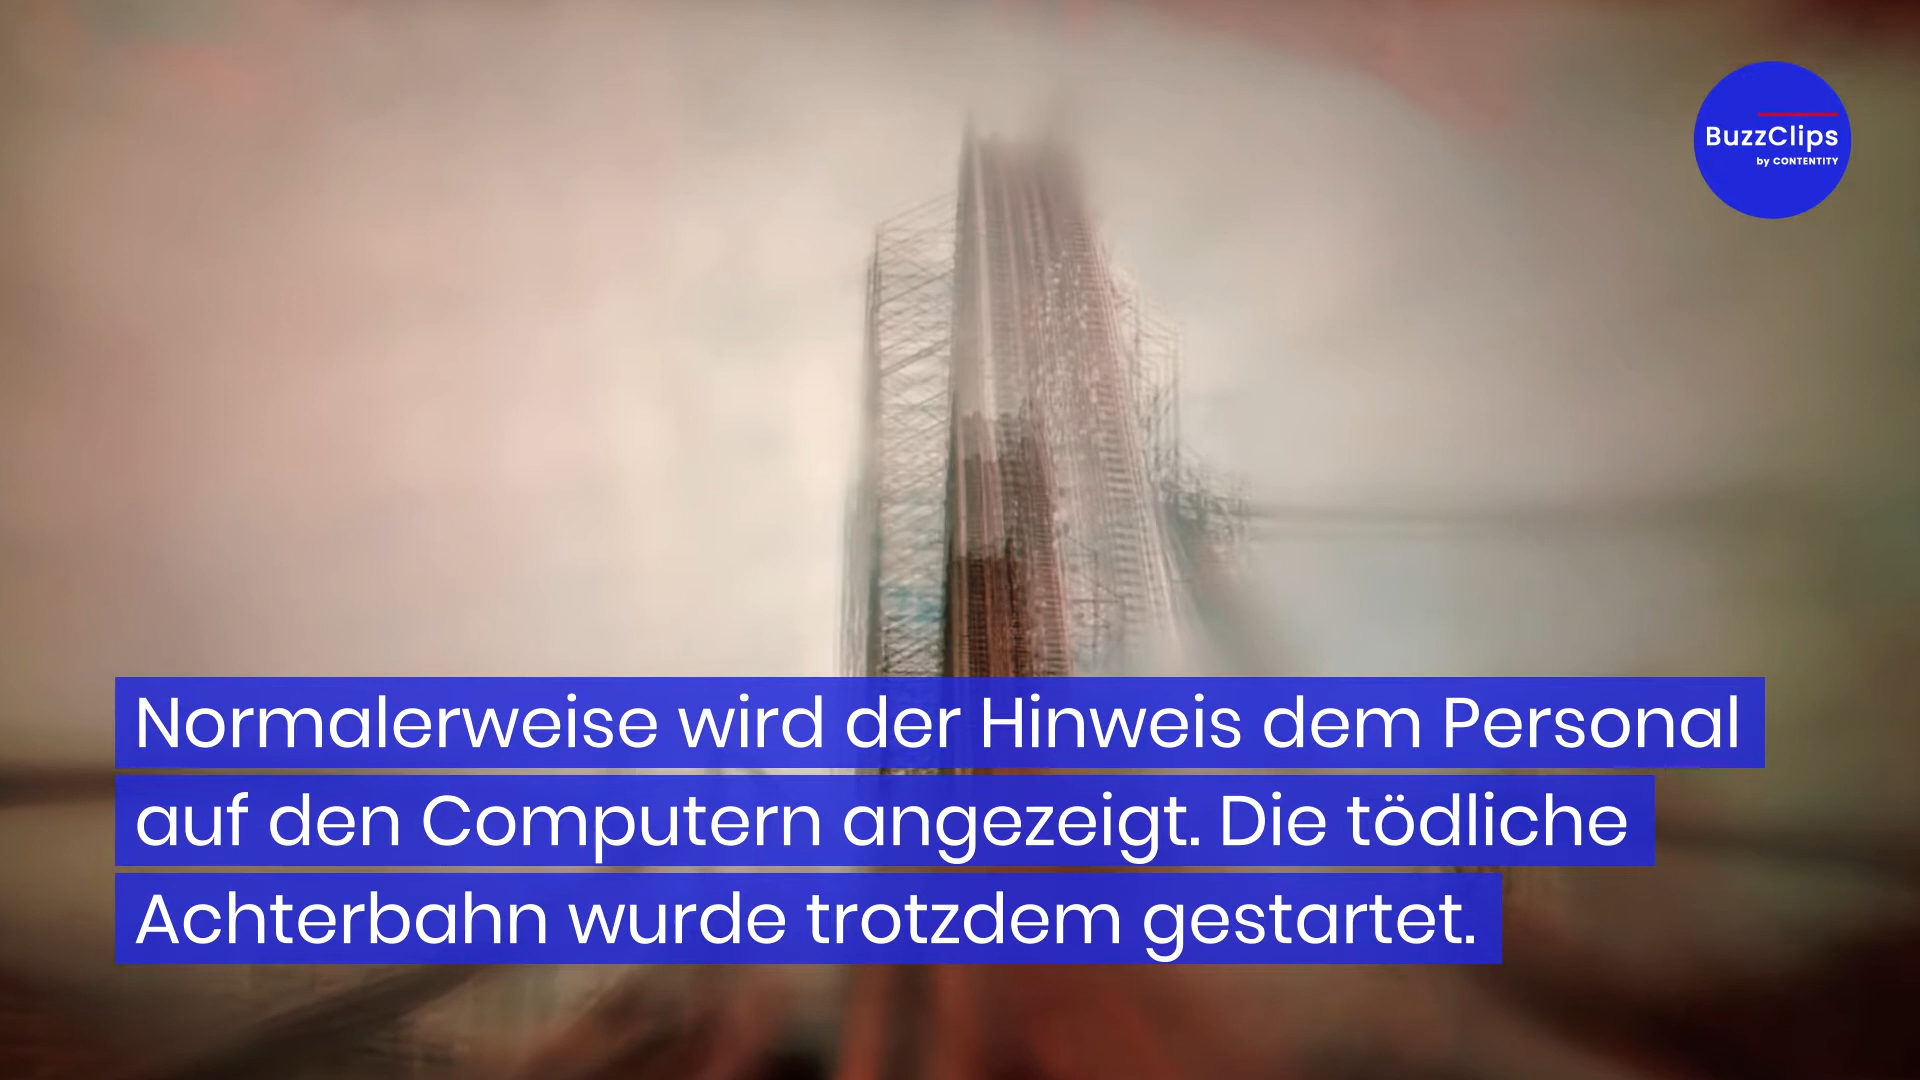 BuzzClips
by CONTENTITY
Normalerweise wird der Hinweis dem Personal
auf den Computern angezeigt. Die tödliche
Achterbahn wurde trotzdem gestartet.